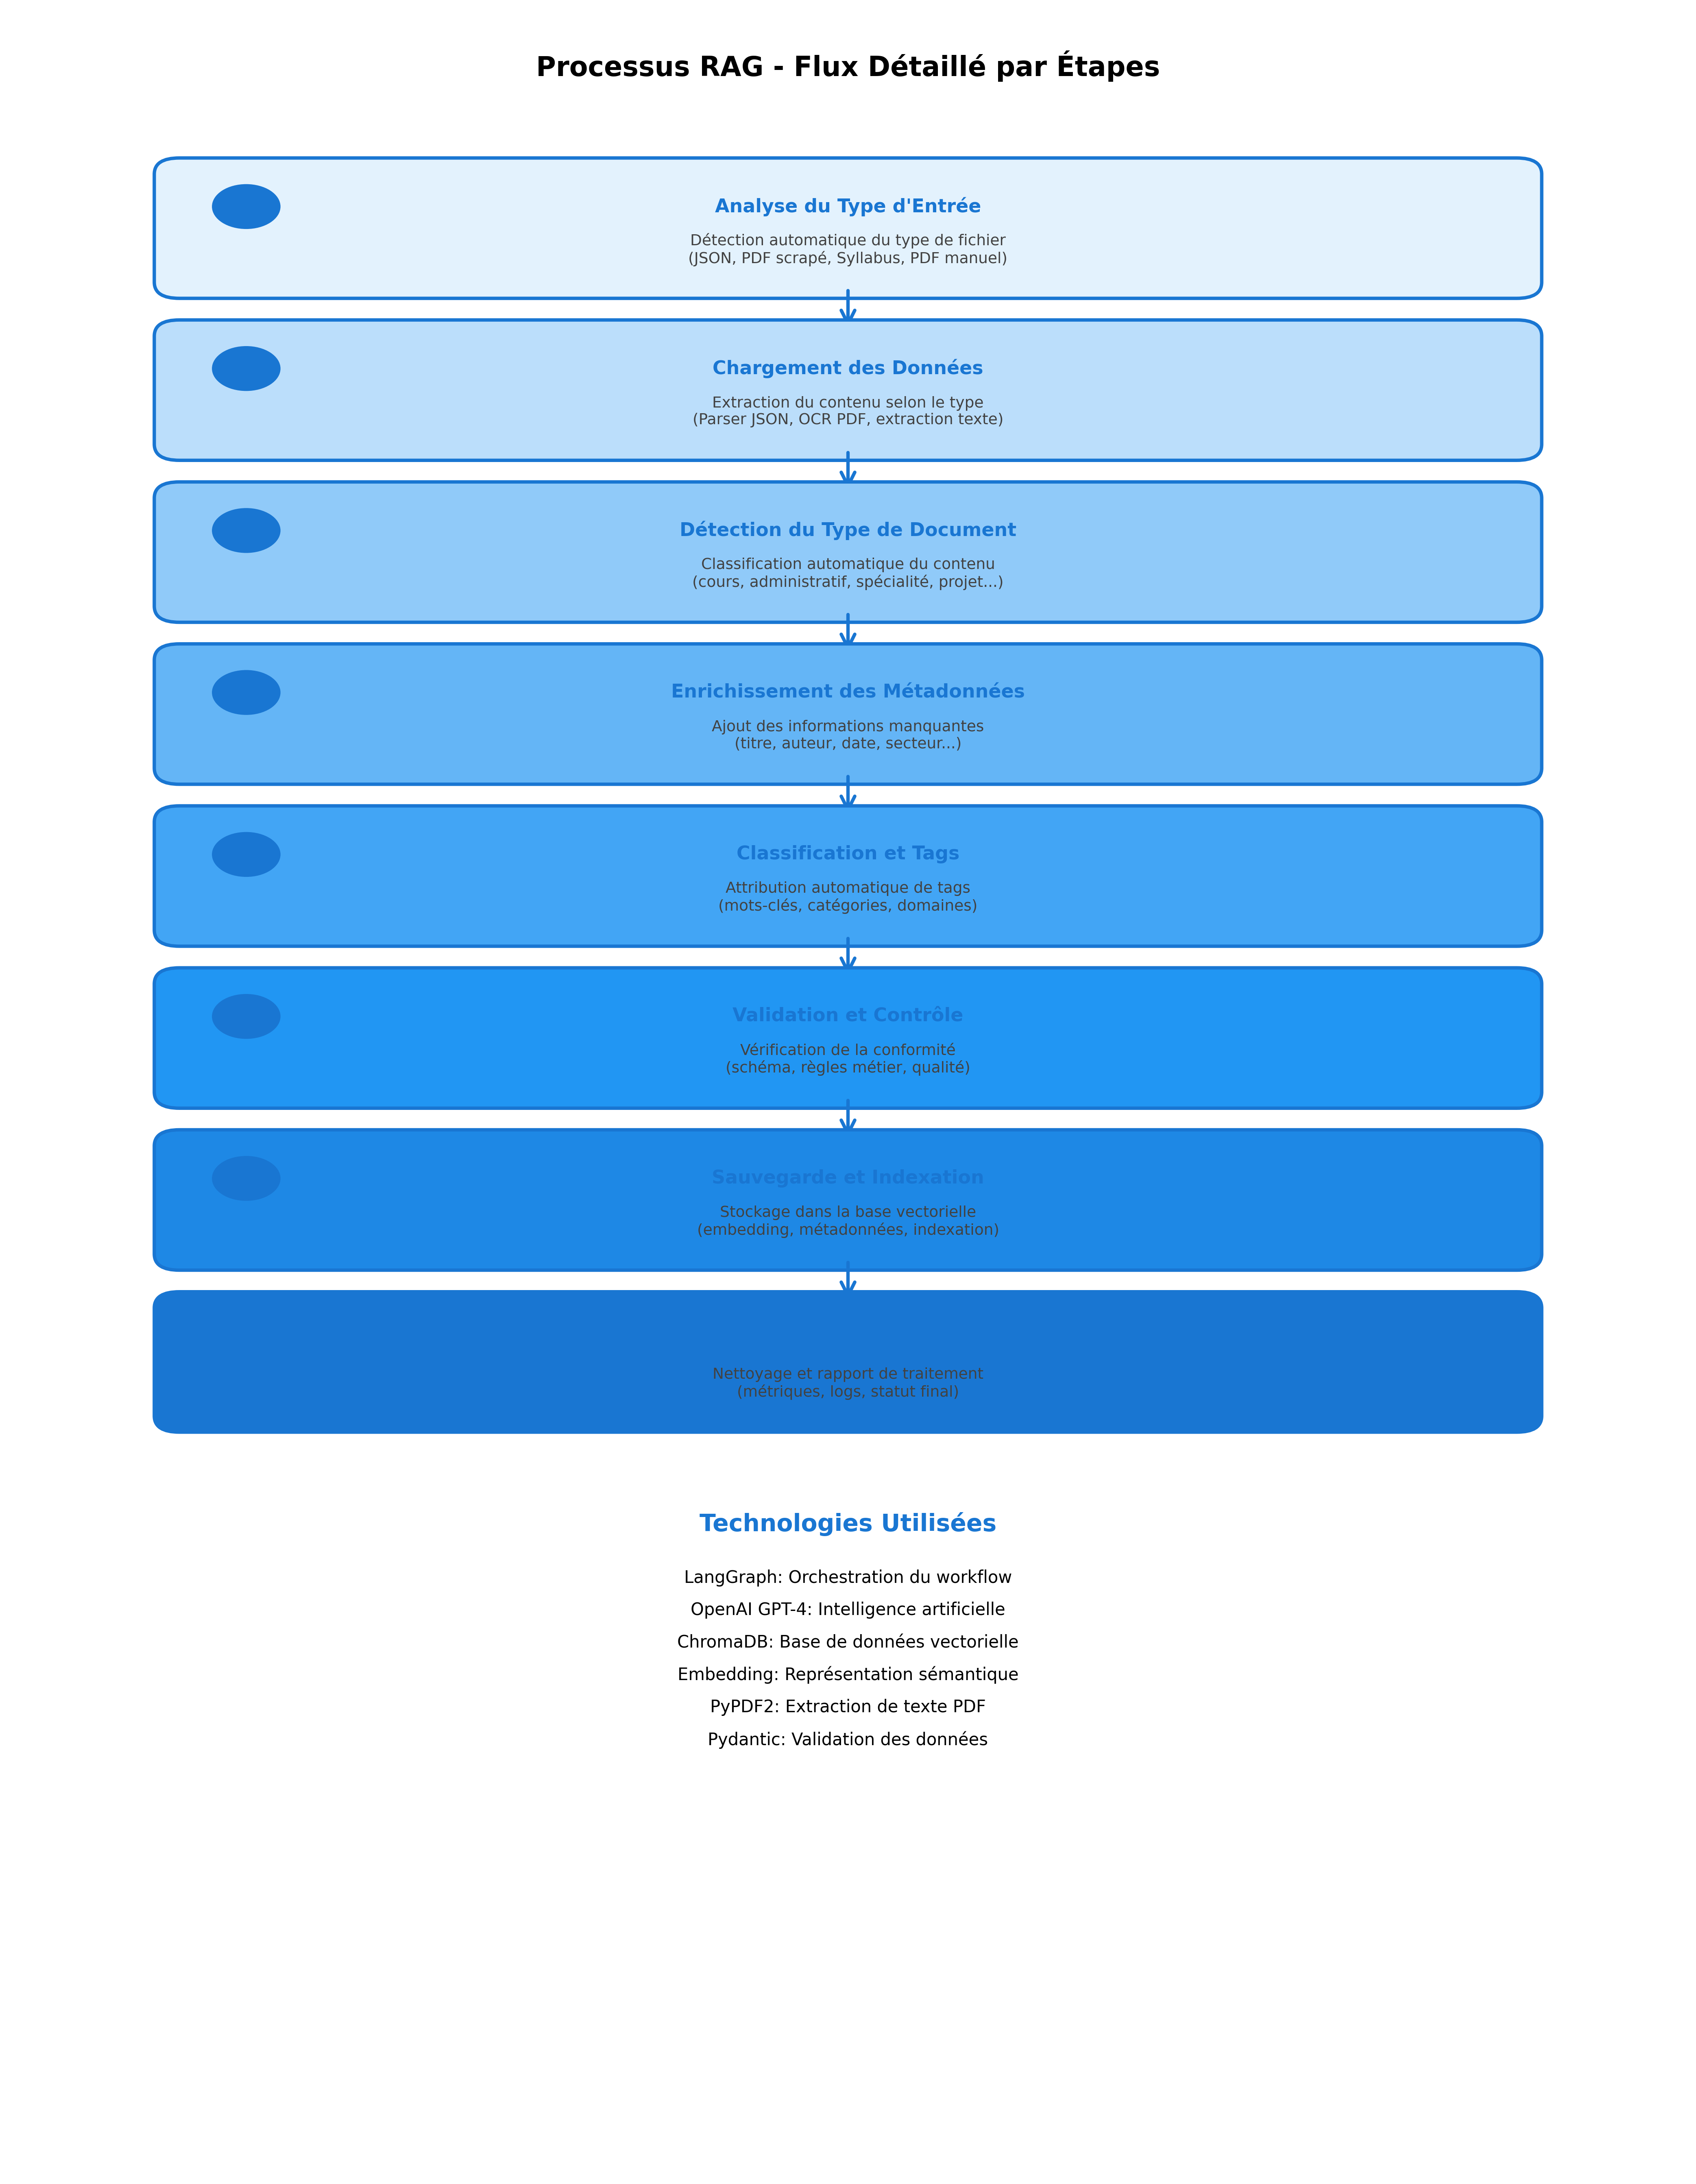 Processus RAG - Flux Détaillé par Étapes
Analyse du Type d'Entrée
Détection automatique du type de fichier
(JSON, PDF scrapé, Syllabus, PDF manuel)
Chargement des Données
Extraction du contenu selon le type
(Parser JSON, OCR PDF, extraction texte)
Détection du Type de Document
Classification automatique du contenu
(cours, administratif, spécialité, projet...)
Enrichissement des Métadonnées
Ajout des informations manquantes
(titre, auteur, date, secteur...)
Classification et Tags
Attribution automatique de tags
(mots-clés, catégories, domaines)
Validation et Contrôle
Vérification de la conformité
(schéma, règles métier, qualité)
Sauvegarde et Indexation
Stockage dans la base vectorielle
(embedding, métadonnées, indexation)
Nettoyage et rapport de traitement
(métriques, logs, statut final)
Technologies Utilisées
LangGraph: Orchestration du workflow
OpenAI GPT-4: Intelligence artificielle
ChromaDB: Base de données vectorielle
Embedding: Représentation sémantique
PyPDF2: Extraction de texte PDF
Pydantic: Validation des données